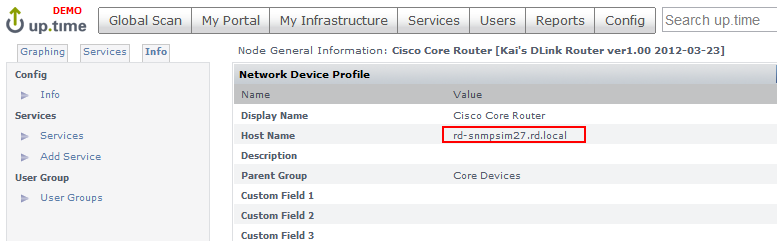 DEMO
up.time
Global Scan My Portal My Infrastructure Services Users Reports Config Search up.time
Graphing Services Info
Node General Information: Cisco Core Router [Kai's DLink Router ver1.00 2012-03-23]
Config
Info
Services
Services
Add Service
User Group
User Groups
Network Device Profile
Name Value
Display Name Cisco Core Router
Host Name rd-snmpsim27.rd.local
Description
Parent Group Core Devices
Custom Field 1
Custom Field 2
Custom Field 3